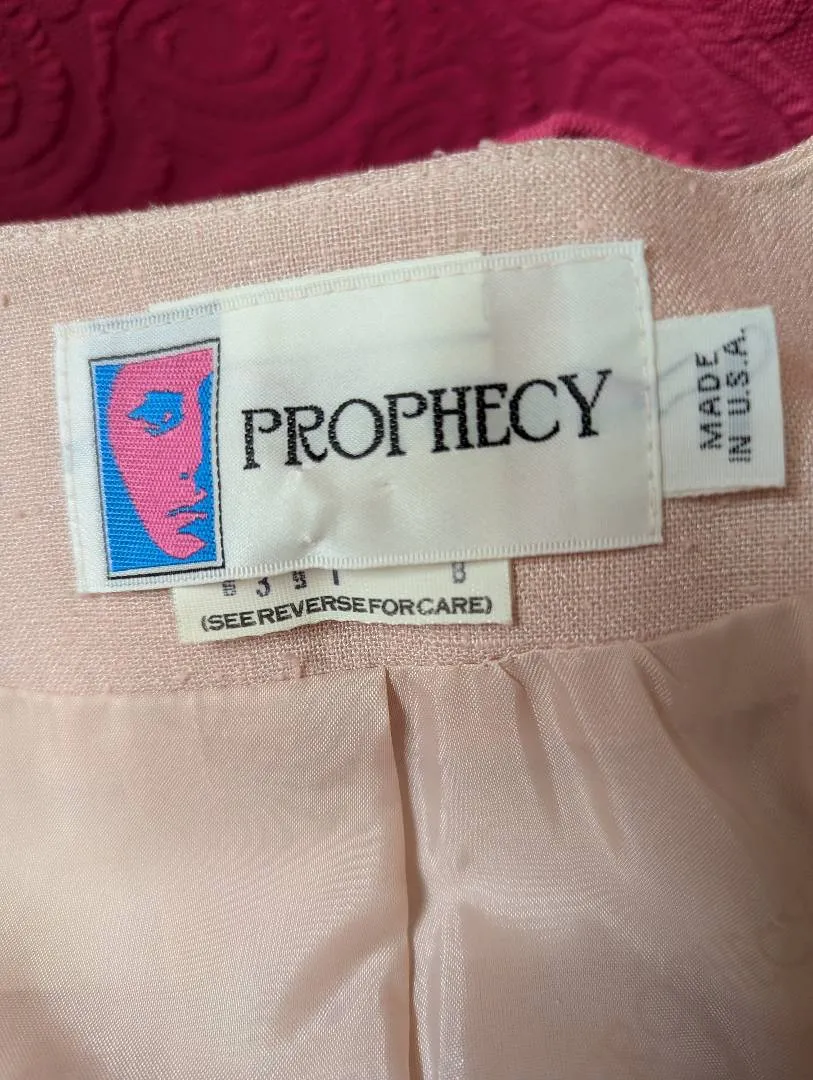 PROPHECY
MADE
IN U.S.A.
(SEE REVERSE FOR CARE)